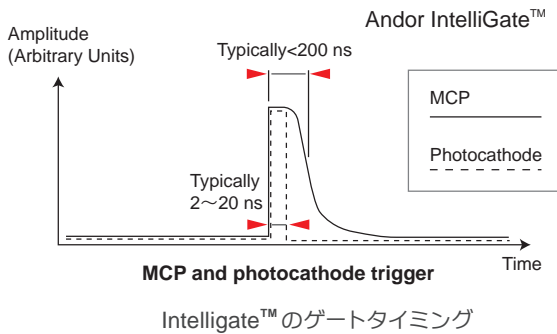 Andor IntelliGate™
Amplitude
(Arbitrary Units)
Typically<200 ns
MCP
Photocathode
Typically
2～20 ns
Time
MCP and photocathode trigger
Intelligate™ のゲートタイミング